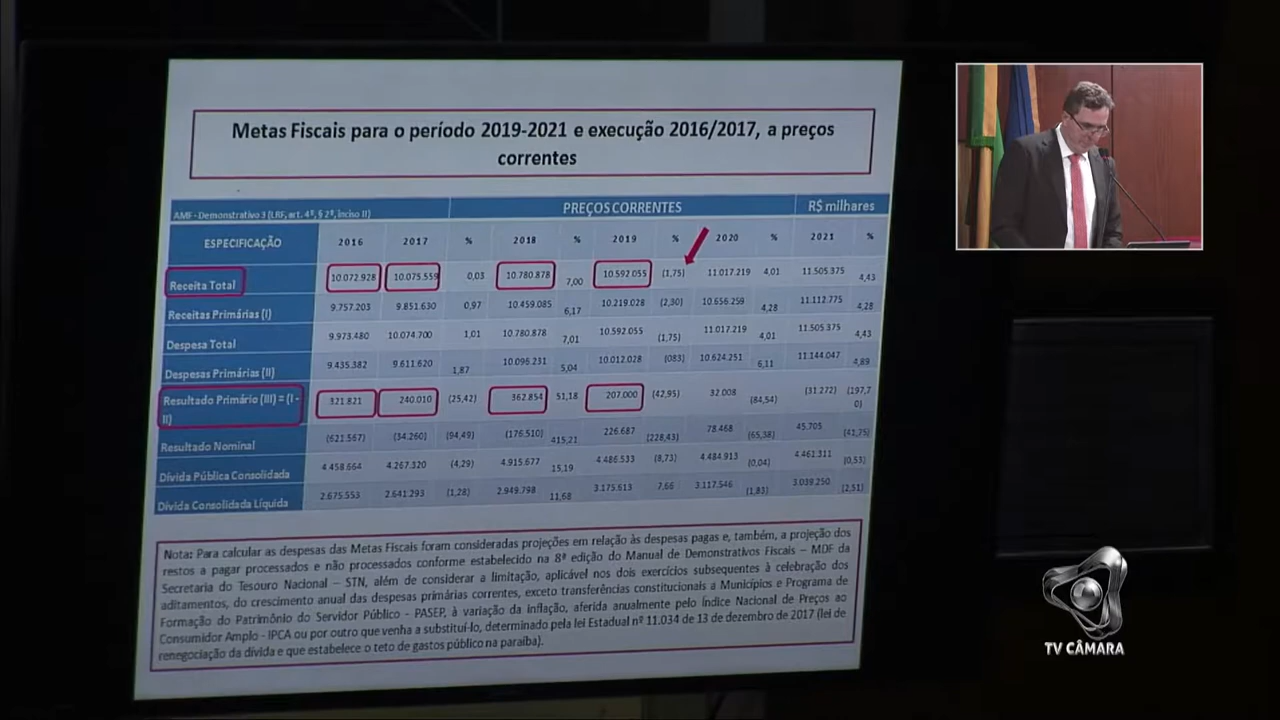 Metas Fiscais para o período 2019-2021 e execução 2016/2017, a preços
correntes
AMF - Demonstrativo 3 (LRF, art. 4º, § 2º, inciso II) PREÇOS CORRENTES R$ milhares
ESPECIFICAÇÃO 2016 2017 % 2018 % 2019 % 2020 % 2021 %
Receita Total 10.072.928 10.075.559 0,03 10.780.878 7,00 10.592.055 (1,75) 11.017.219 4,01 11.505.375 4,43
Receitas Primárias (I) 9.757.203 9.851.630 0,97 10.459.085 6,17 10.219.028 (2,30) 10.656.259 4,28 11.112.775 4,28
Despesa Total 9.973.480 10.074.700 1,01 10.780.878 7,01 10.592.055 (1,75) 11.017.219 4,01 11.505.375 4,43
Despesas Primárias (II) 9.435.382 9.611.620 1,87 10.096.231 5,04 10.012.028 (083) 10.624.251 6,11 11.144.047 4,89
Resultado Primário (III) = (I - 321.821 240.010 (25,42) 362.854 51,18 207.000 (42,95) 32.008 (84,54) (31.272) (197,7
II) 0)
Resultado Nominal (621.567) (34.260) (94,49) (176.510) 415,21 226.687 (228,43) 78.468 (65,38) 45.705 (41,75)
Dívida Pública Consolidada 4.458.664 4.267.320 (4,29) 4.915.677 15,19 4.486.533 (8,73) 4.484.913 (0,04) 4.461.311 (0,53)
Dívida Consolidada Líquida 2.675.553 2.641.293 (1,28) 2.949.798 11,68 3.175.613 7,66 3.117.546 (1,83) 3.039.250 (2,51)
Nota: Para calcular as despesas das Metas Fiscais foram consideradas projeções em relação às despesas pagas e, também, a projeção dos
restos a pagar processados e não processados conforme estabelecido na 8ª edição do Manual de Demonstrativos Fiscais – MDF da
Secretaria do Tesouro Nacional – STN, além de considerar a limitação, aplicável nos dois exercícios subsequentes à celebração dos
aditamentos, do crescimento anual das despesas primárias correntes, exceto transferências constitucionais a Municípios e Programa de
Formação do Patrimônio do Servidor Público - PASEP, à variação da inflação, aferida anualmente pelo Índice Nacional de Preços ao
Consumidor Amplo - IPCA ou por outro que venha a substituí-lo, determinado pela lei Estadual nº 11.034 de 13 de dezembro de 2017 (lei de
renegociação da dívida e que estabelece o teto de gastos público na paraíba).
TV CÂMARA